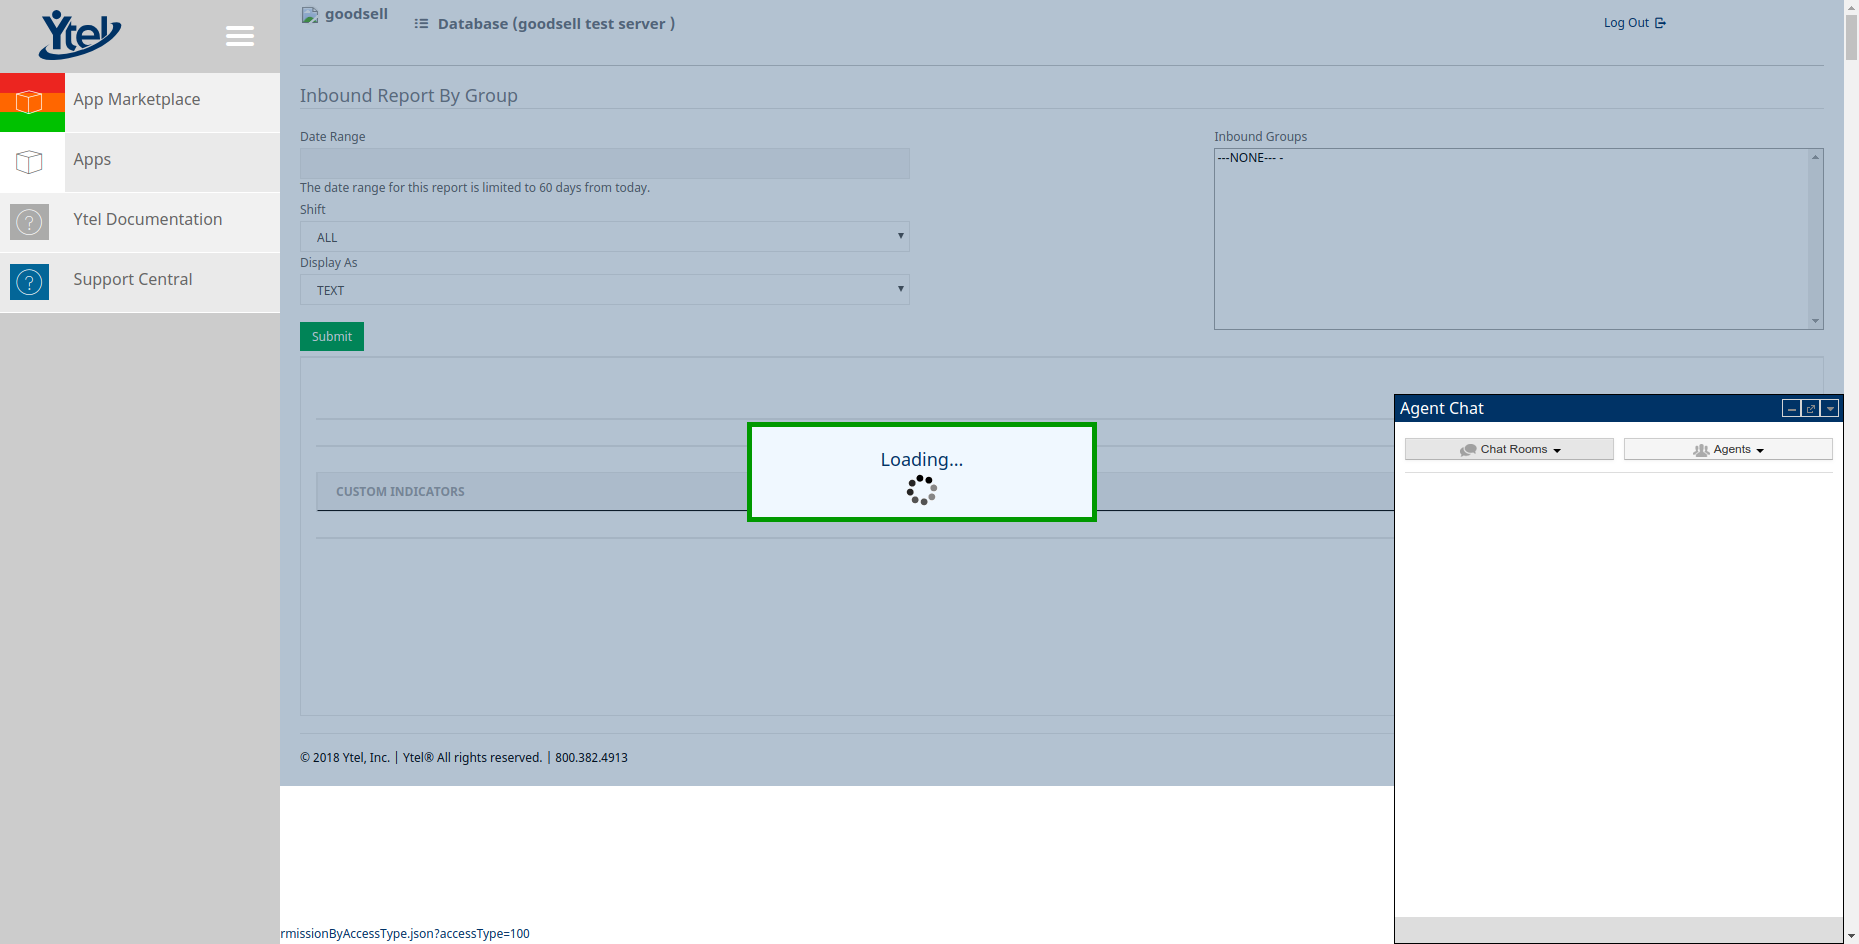 Ytel
App Marketplace
Apps
? Ytel Documentation
? Support Central
goodsell
Database (goodsell test server )
Log Out
Inbound Report By Group
Date Range
The date range for this report is limited to 60 days from today.
Shift
ALL
Display As
TEXT
Submit
Inbound Groups
---NONE--- -
CUSTOM INDICATORS
Loading...
Agent Chat
Chat Rooms
Agents
© 2018 Ytel, Inc. | Ytel® All rights reserved. | 800.382.4913
rmissionByAccessType.json?accessType=100